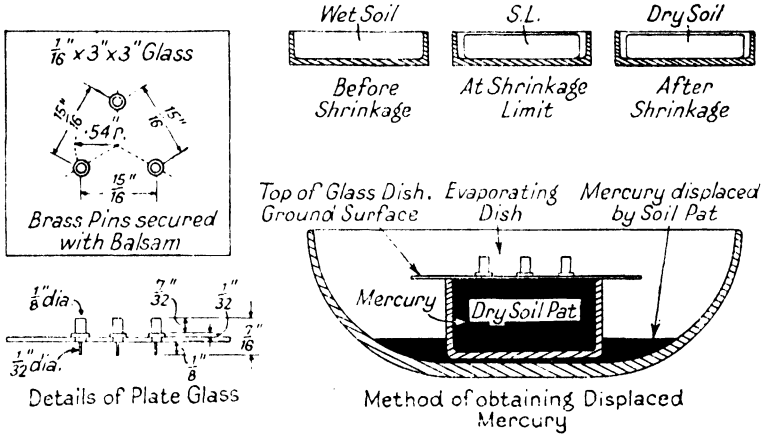 1/16" x 3" x 3" Glass
15/16"
15/16"
.54" r.
15/16"
Brass Pins secured
with Balsam
Wet Soil
Before
Shrinkage
S.L.
At Shrinkage
Limit
Dry Soil
After
Shrinkage
1/8" dia.
7/32"
1/32"
7/16"
1/32" dia.
1/8"
Details of Plate Glass
Top of Glass Dish.
Ground Surface
Evaporating
Dish
Mercury displaced
by Soil Pat
Mercury
Dry Soil Pat
Method of obtaining Displaced
Mercury